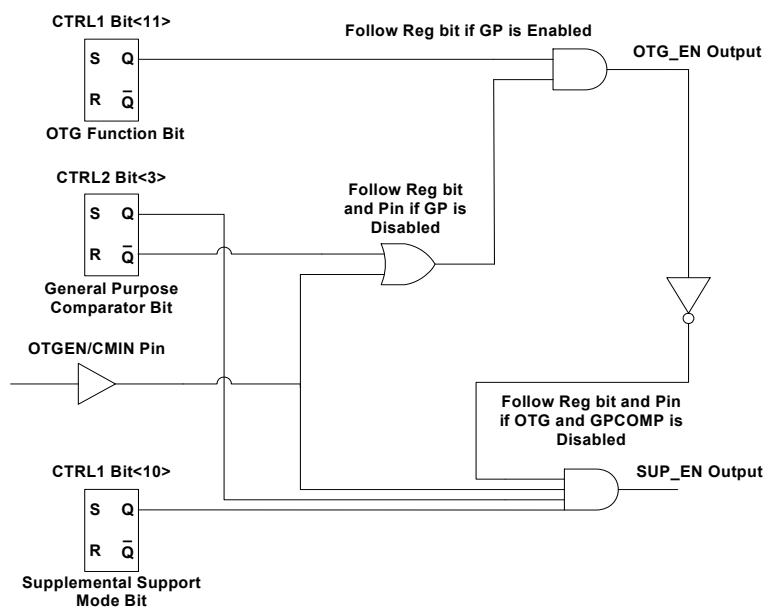 CTRL1 Bit<11>
S Q
R Q̅
OTG Function Bit
Follow Reg bit if GP is Enabled
OTG_EN Output
CTRL2 Bit<3>
S Q
R Q̅
General Purpose
Comparator Bit
Follow Reg bit
and Pin if GP is
Disabled
OTGEN/CMIN Pin
Follow Reg bit and Pin
if OTG and GPCOMP is
Disabled
CTRL1 Bit<10>
S Q
R Q̅
Supplemental Support
Mode Bit
SUP_EN Output